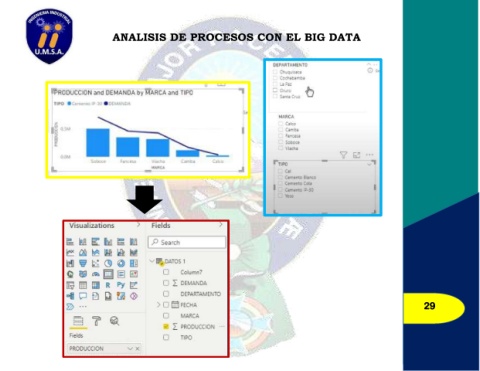 INGENIERIA INDUSTRIAL
U.M.S.A.
ANALISIS DE PROCESOS CON EL BIG DATA
PRODUCCION and DEMANDA by MARCA and TIPO
TIPO Cemento IP-30 DEMANDA
PRODUCCION
0.5M
0.0M
Soboce Fancesa Viacha Camba Calco
MARCA
DEPARTAMENTO
Chuquisaca
Cochabamba
La Paz
Oruro
Santa Cruz
MARCA
Calco
Camba
Fancesa
Soboce
Viacha
TIPO
Cal
Cemento Blanco
Cemento Cola
Cemento IP-30
Yeso
Visualizations
Fields
Search
DATOS 1
Column7
DEMANDA
DEPARTAMENTO
FECHA
MARCA
PRODUCCION
TIPO
Fields
PRODUCCION
29